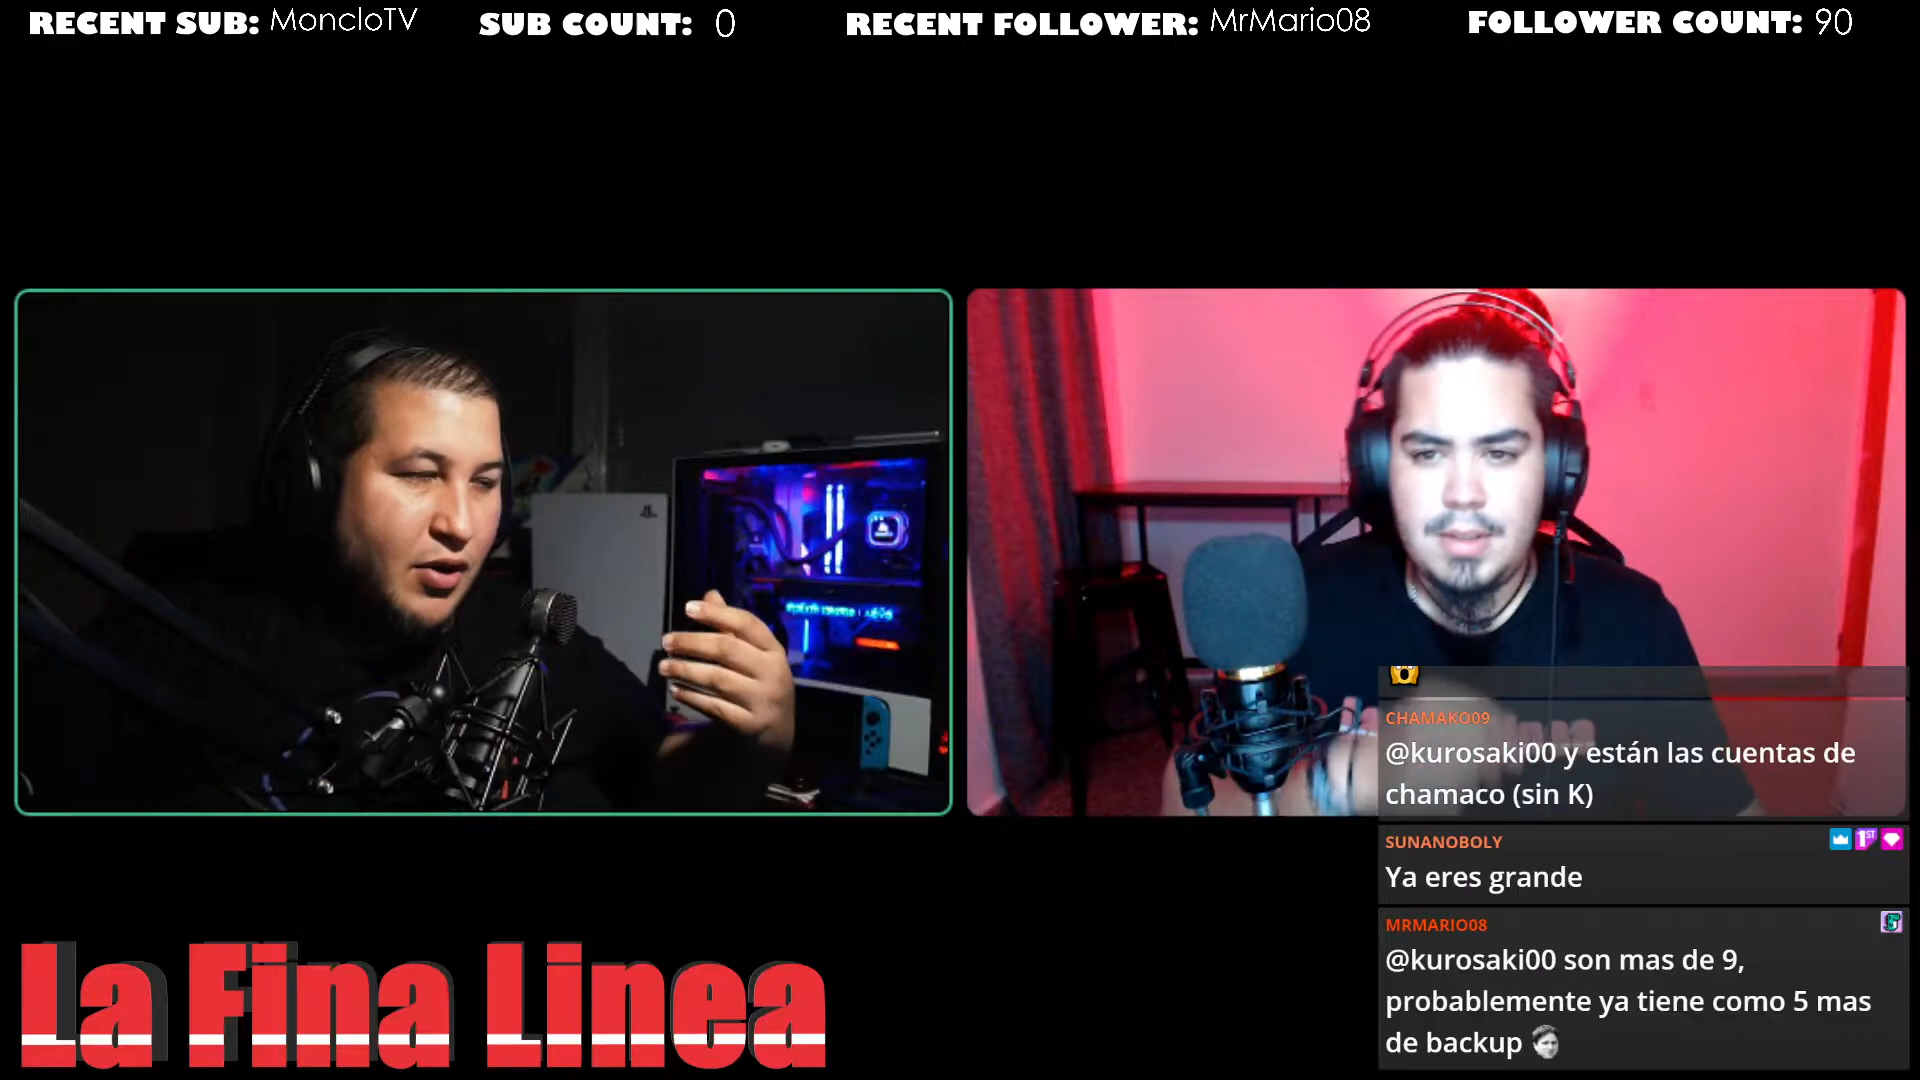 RECENT SUB: MoncloTV
SUB COUNT: 0
RECENT FOLLOWER: MrMario08
FOLLOWER COUNT: 90
CHAMAKO09
@kurosaki00 y están las cuentas de
chamaco (sin K)
SUNANOBOLY
1ST
Ya eres grande
MRMARIO08
@kurosaki00 son mas de 9,
probablemente ya tiene como 5 mas
de backup
La Fina Linea